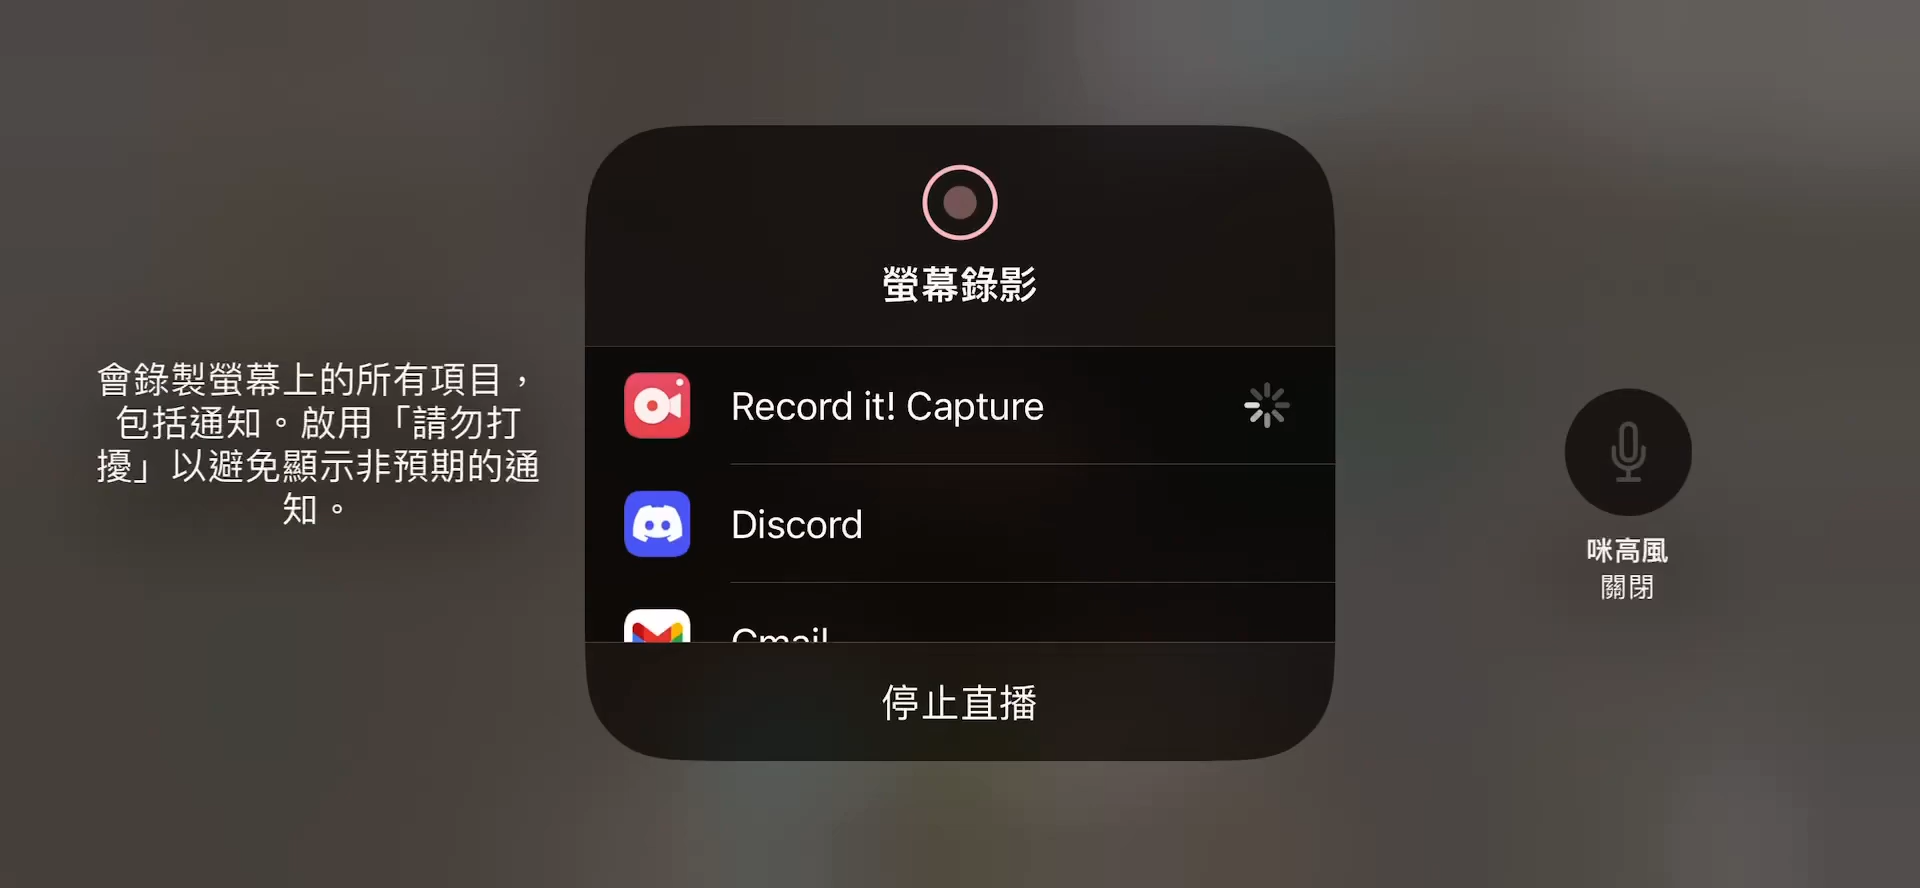 會錄製螢幕上的所有項目，
包括通知。啟用「請勿打
擾」以避免顯示非預期的通
知。
螢幕錄影
Record it! Capture
Discord
Gmail
停止直播
咪高風
關閉